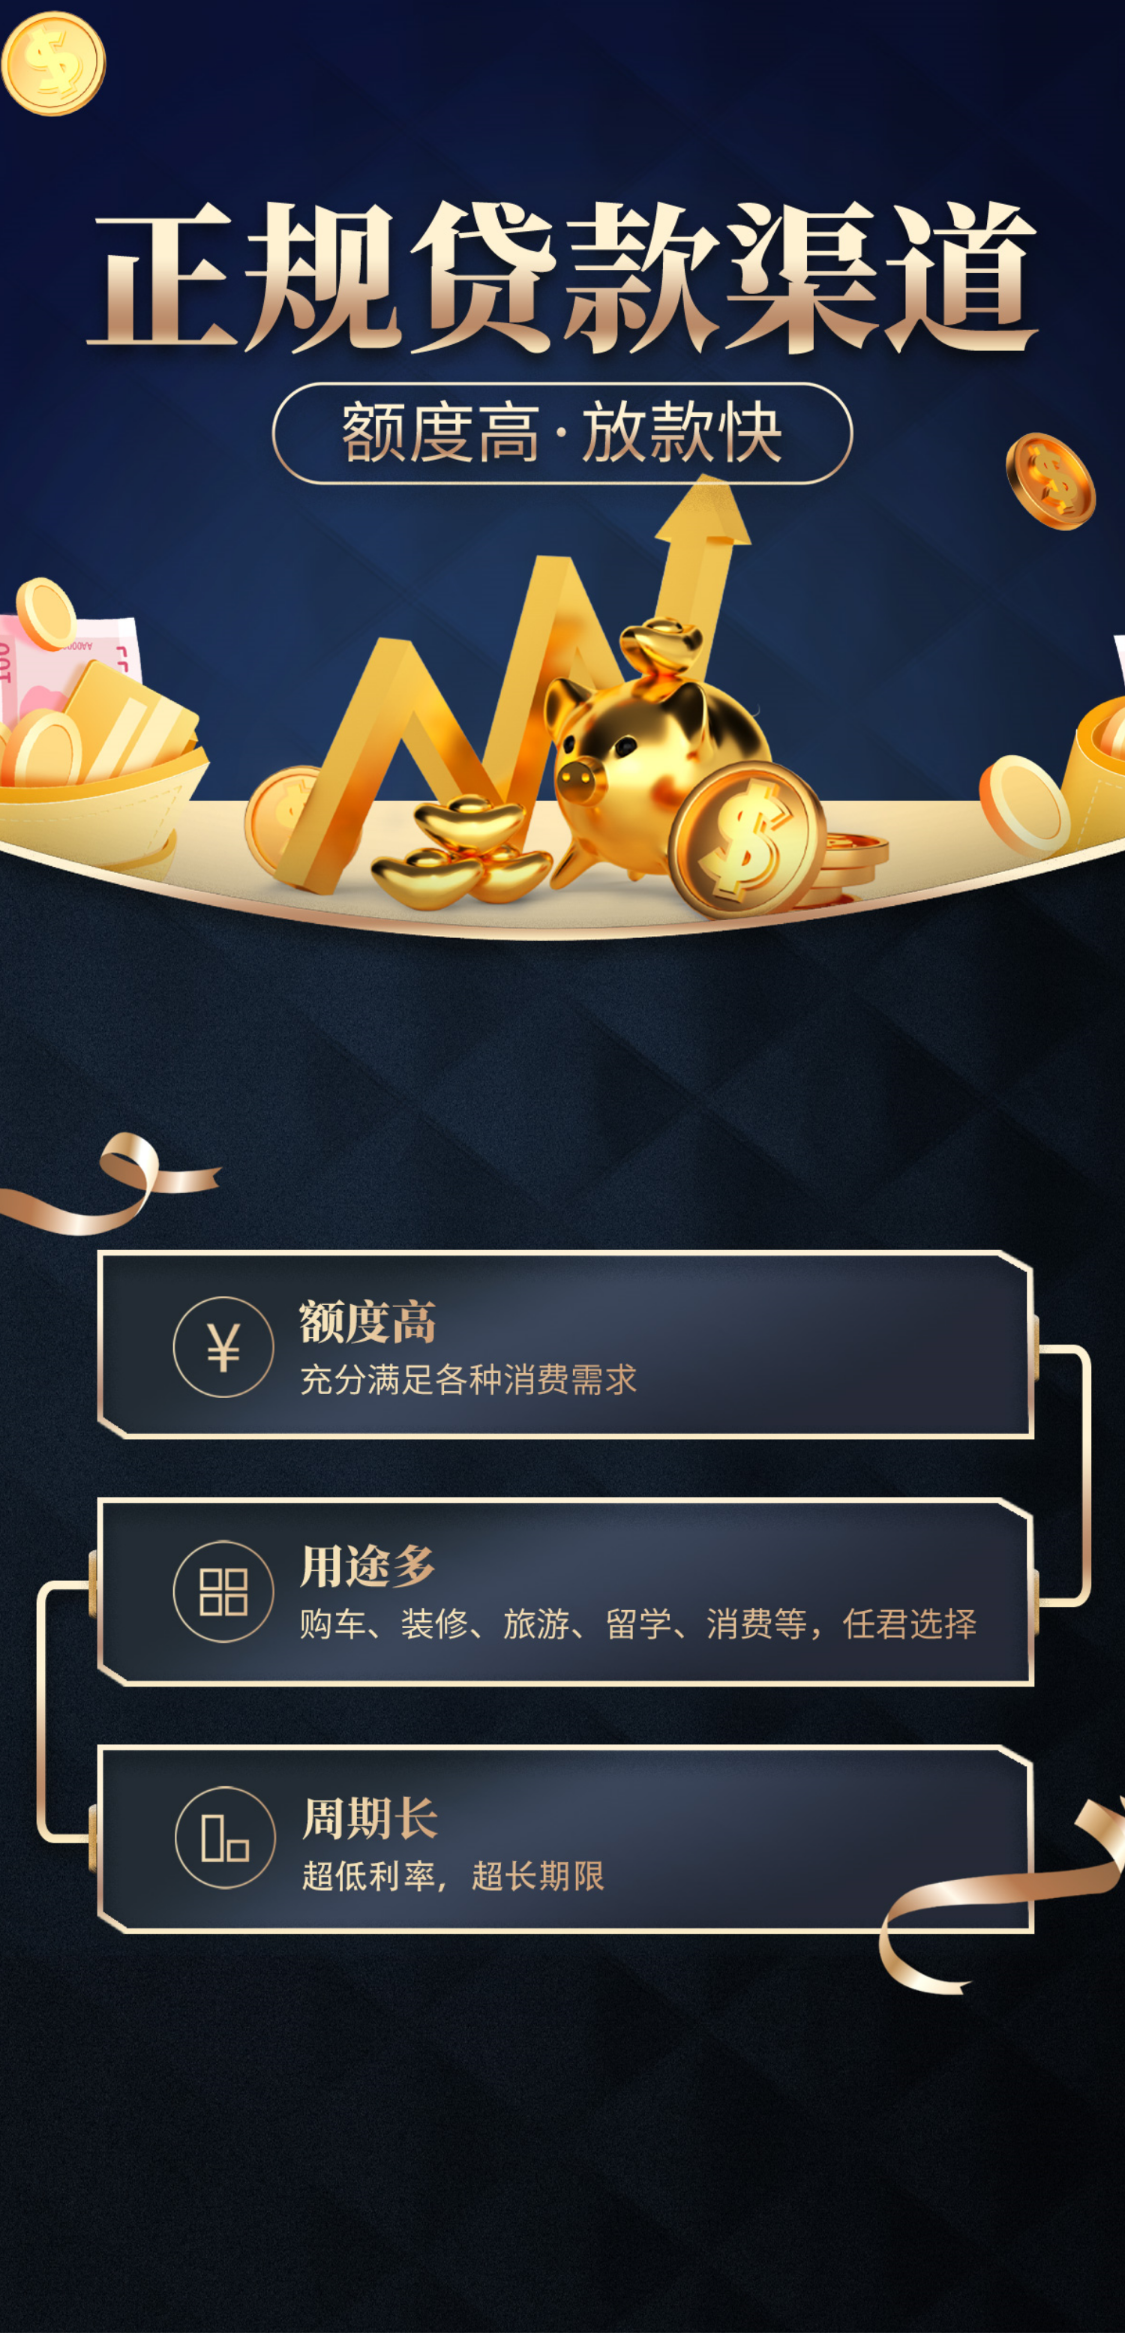 正规贷款渠道
额度高·放款快
100
¥
额度高
充分满足各种消费需求
用途多
购车、装修、旅游、留学、消费等，任君选择
周期长
超低利率，超长期限